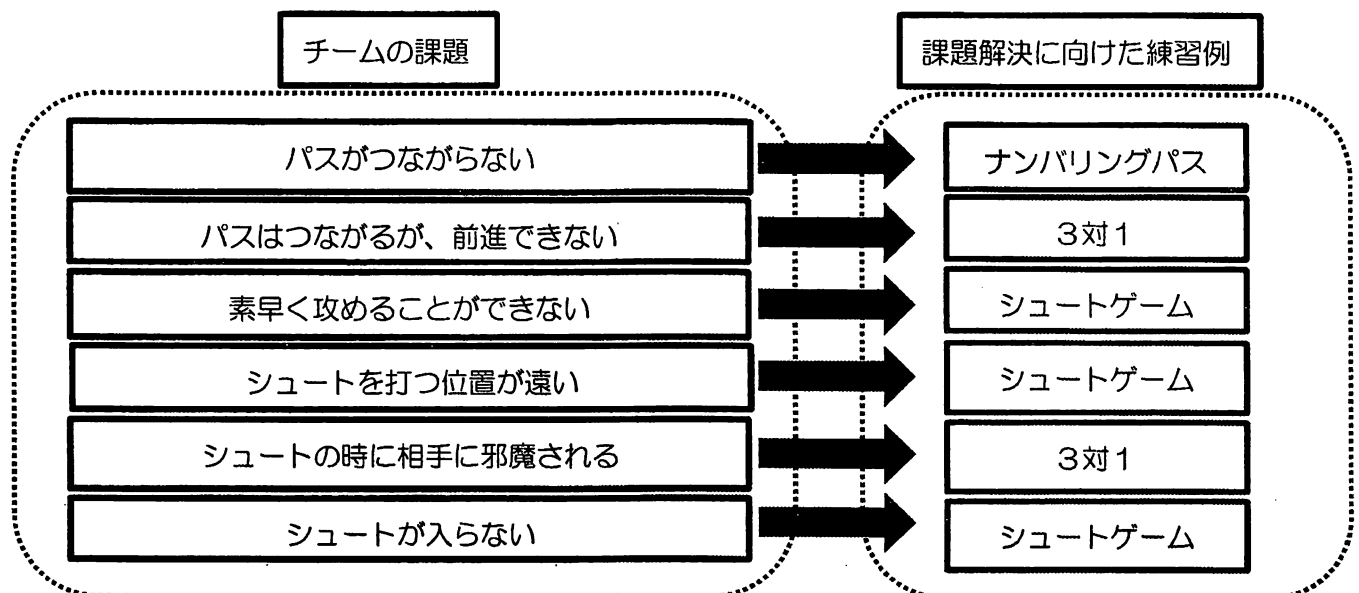 チームの課題
課題解決に向けた練習例
パスがつながらない
ナンバリングパス
パスはつながるが、前進できない
3対1
素早く攻めることができない
シュートゲーム
シュートを打つ位置が遠い
シュートゲーム
シュートの時に相手に邪魔される
3対1
シュートが入らない
シュートゲーム